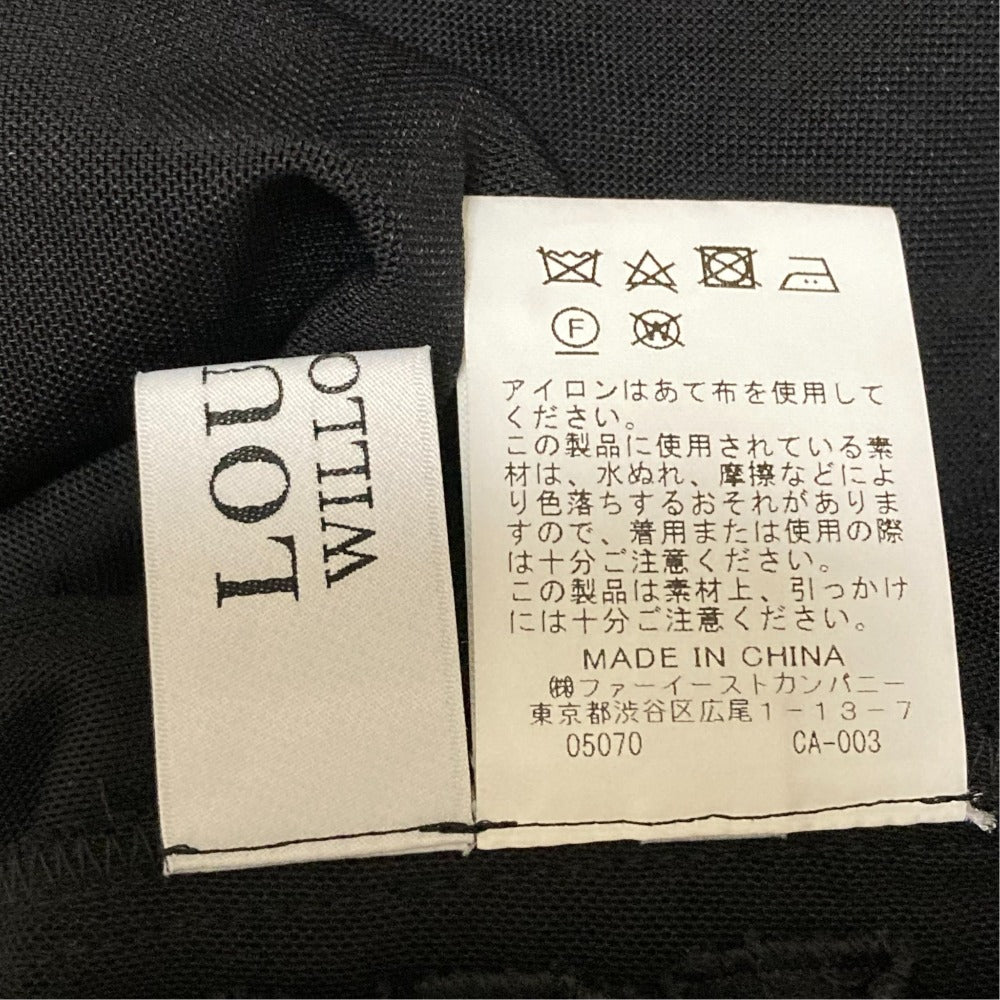 LOU
WILLO
F
W
アイロンはあて布を使用して
ください。
この製品に使用されている素
材は、水ぬれ、摩擦などによ
り色落ちするおそれがありま
すので、着用または使用の際
は十分ご注意ください。
この製品は素材上、引っかけ
には十分ご注意ください。
MADE IN CHINA
㈱ファーイーストカンパニー
東京都渋谷区広尾1-13-7
05070 CA-003